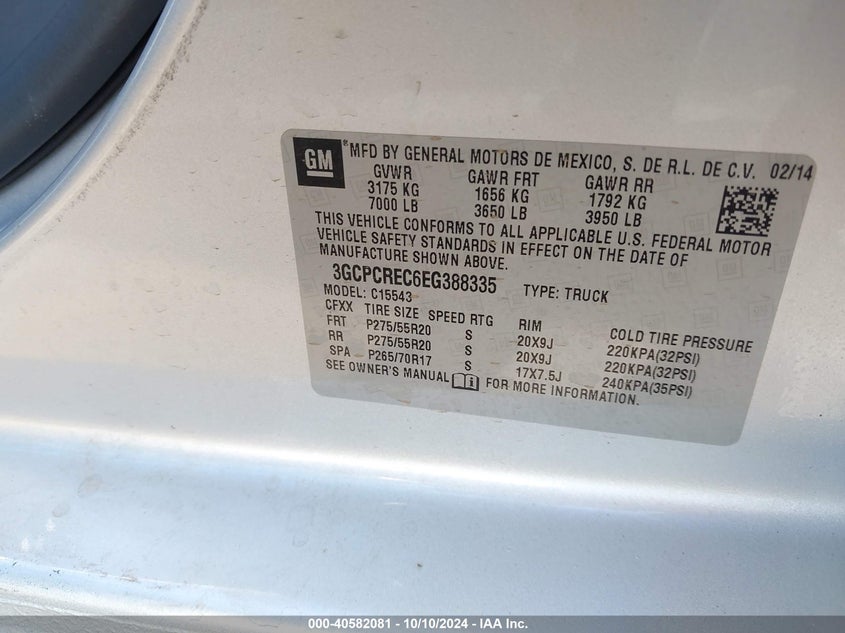 GM ® MFD BY GENERAL MOTORS DE MEXICO, S. DE R.L. DE C.V. 02/14
GVWR GAWR FRT GAWR RR
3175 KG 1656 KG 1792 KG
7000 LB 3650 LB 3950 LB
THIS VEHICLE CONFORMS TO ALL APPLICABLE U.S. FEDERAL MOTOR
VEHICLE SAFETY STANDARDS IN EFFECT ON THE DATE OF
MANUFACTURE SHOWN ABOVE.
3GCPCREC6EG388335 TYPE: TRUCK
MODEL: C15543
CFXX TIRE SIZE SPEED RTG RIM COLD TIRE PRESSURE
FRT P275/55R20 S 20X9J 220KPA(32PSI)
RR P275/55R20 S 20X9J 220KPA(32PSI)
SPA P265/70R17 S 17X7.5J 240KPA(35PSI)
SEE OWNER'S MANUAL FOR MORE INFORMATION.
000-40582081 - 10/10/2024 - IAA Inc.